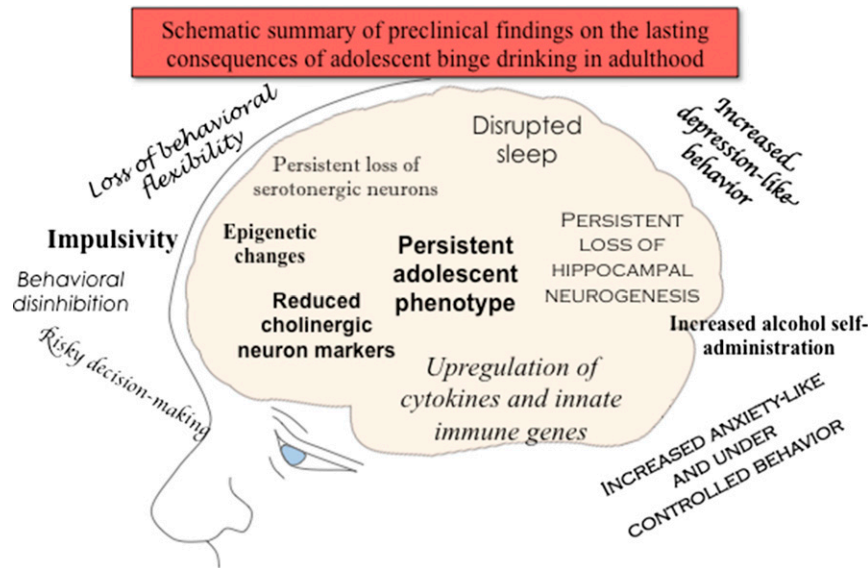 Schematic summary of preclinical findings on the lasting
consequences of adolescent binge drinking in adulthood
Loss of behavioral
flexibility
Disrupted
sleep
Increased
depression-like
behavior
Persistent loss of
serotonergic neurons
Impulsivity
Epigenetic
changes
Persistent
adolescent
phenotype
PERSISTENT
LOSS OF
HIPPOCAMPAL
NEUROGENESIS
Behavioral
disinhibition
Reduced
cholinergic
neuron markers
Increased alcohol self-
administration
Risky decision-making
Upregulation of
cytokines and innate
immune genes
INCREASED ANXIETY-LIKE
AND UNDER
CONTROLLED BEHAVIOR